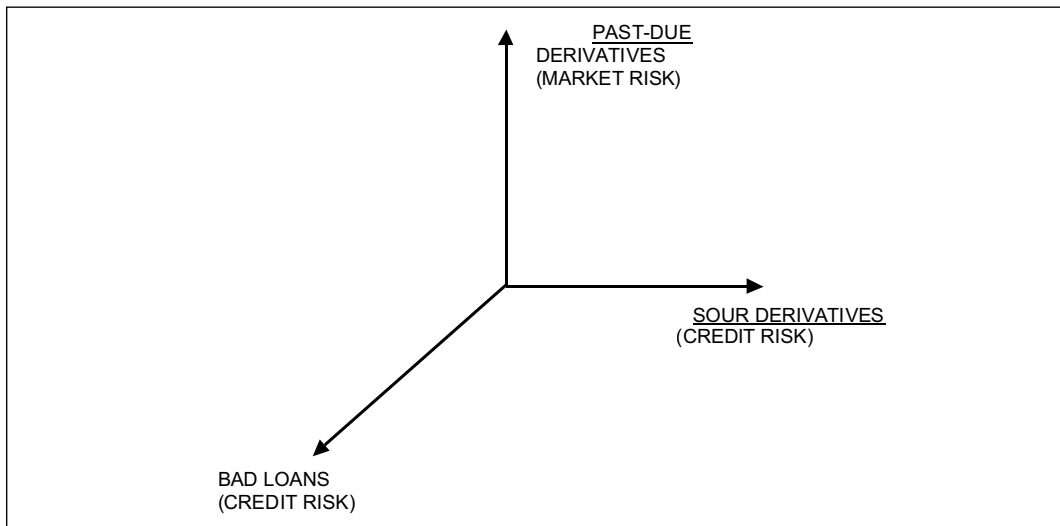 PAST-DUE
DERIVATIVES
(MARKET RISK)
SOUR DERIVATIVES
(CREDIT RISK)
BAD LOANS
(CREDIT RISK)